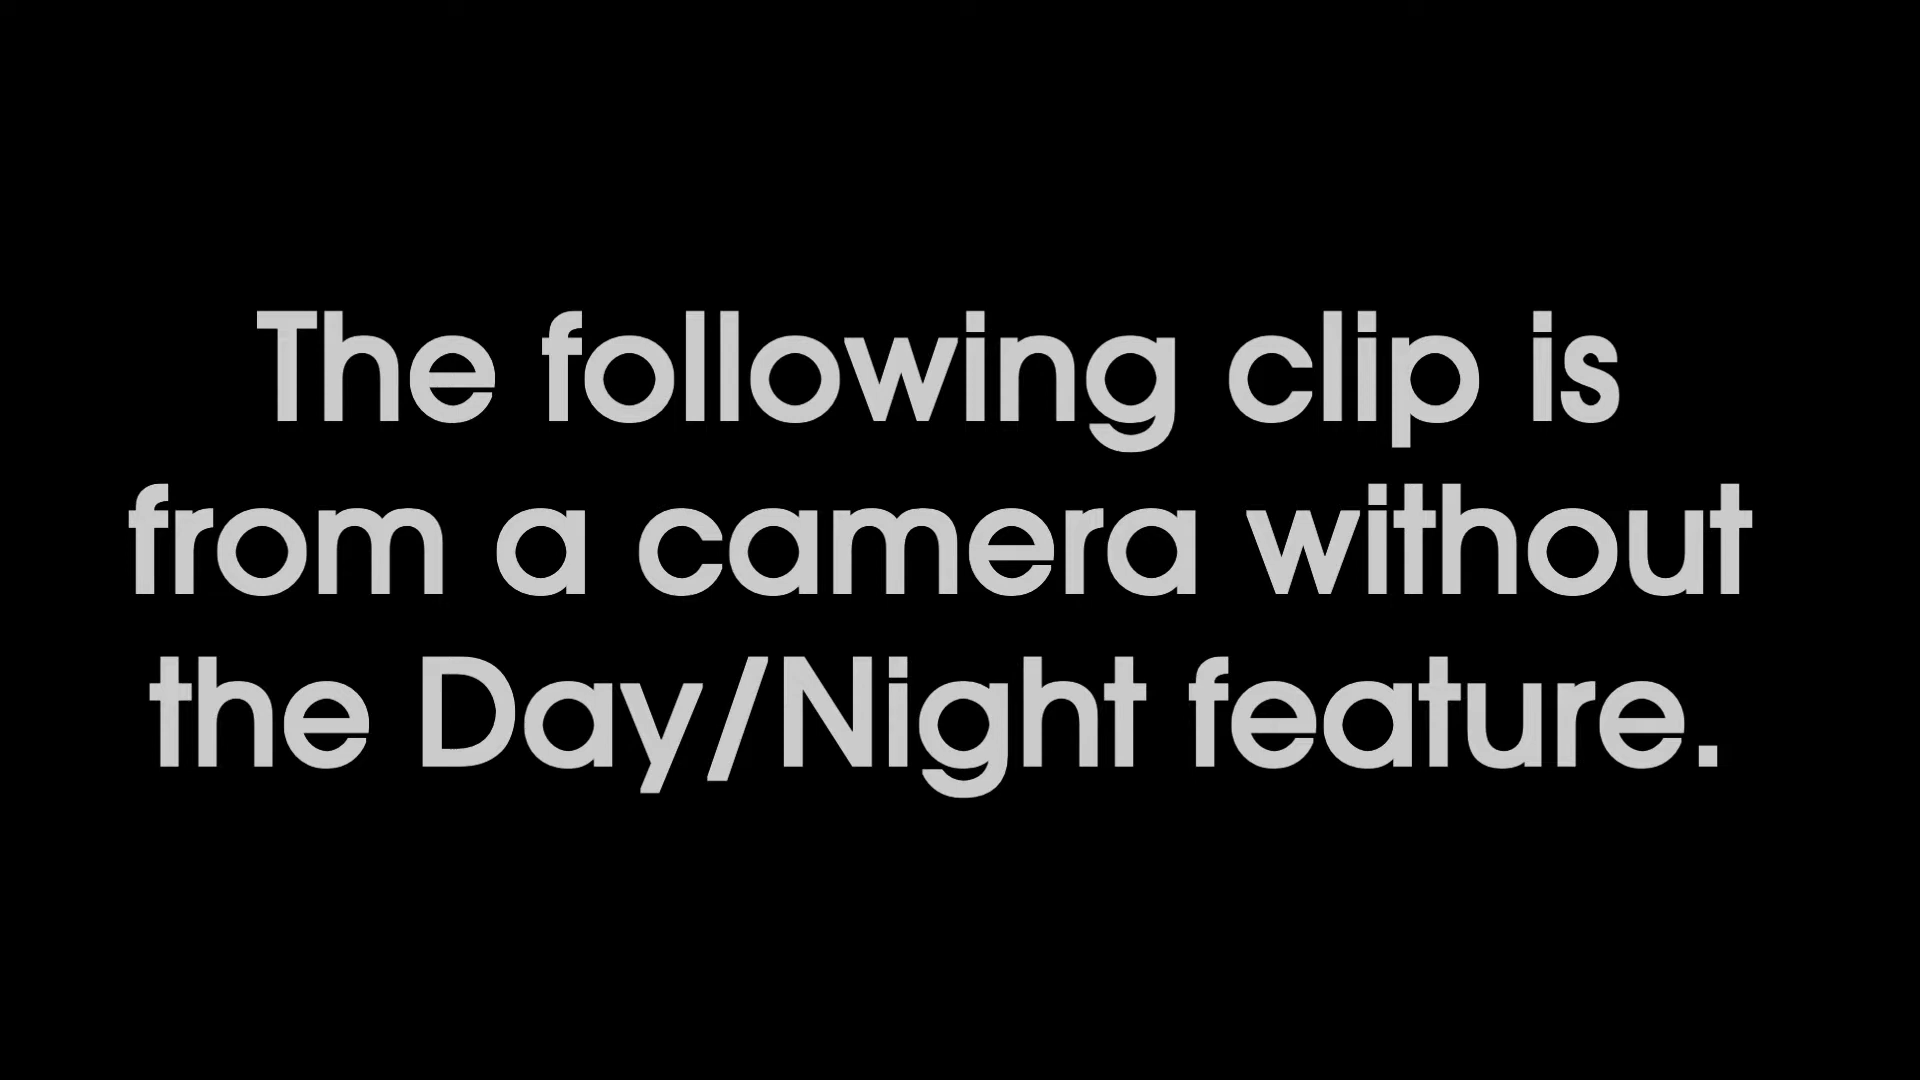 The following clip is
from a camera without
the Day/Night feature.